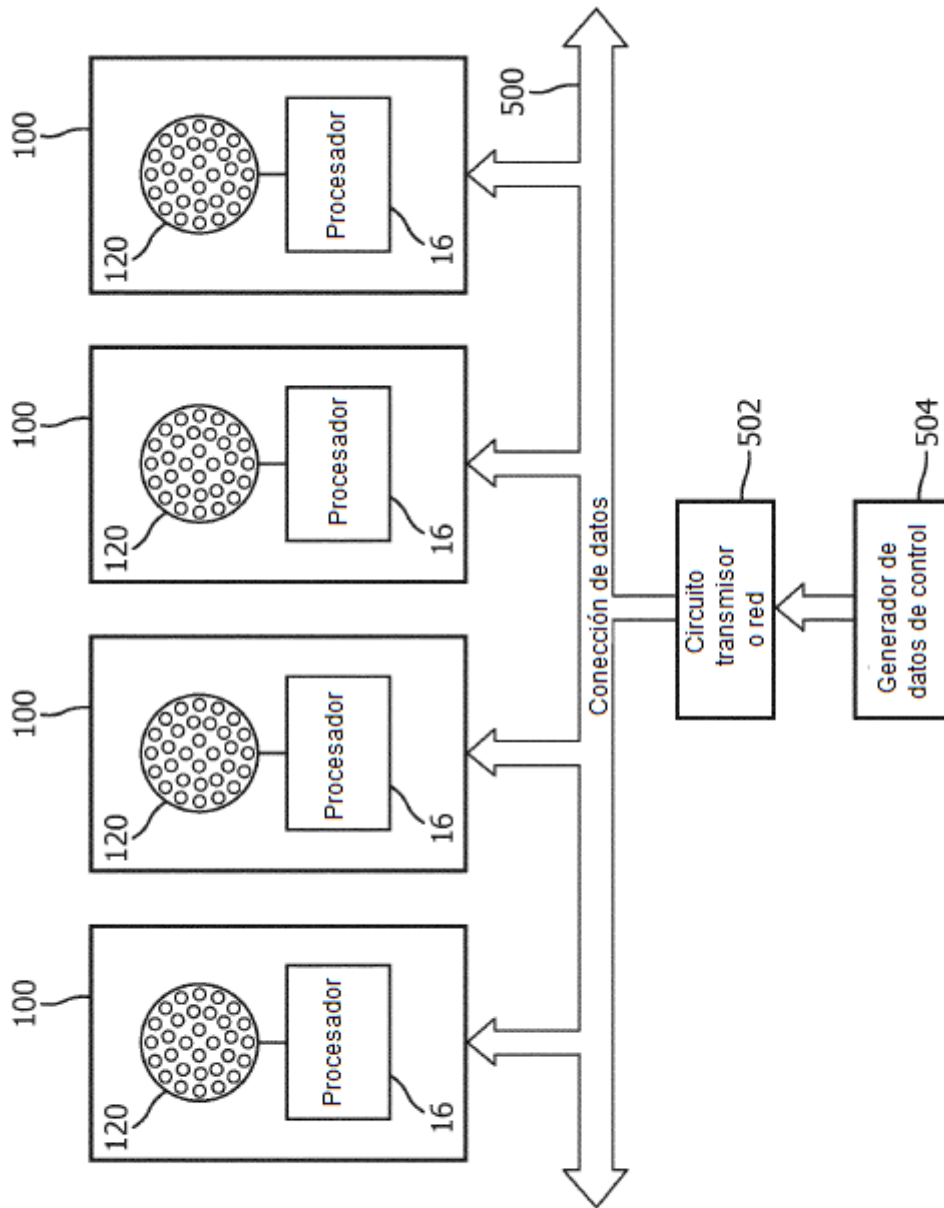 100
100
100
100
120
120
120
120
Procesador
Procesador
Procesador
Procesador
16
16
16
16
500
Conección de datos
Circuito
transmisor
o red
502
Generador de
datos de control
504